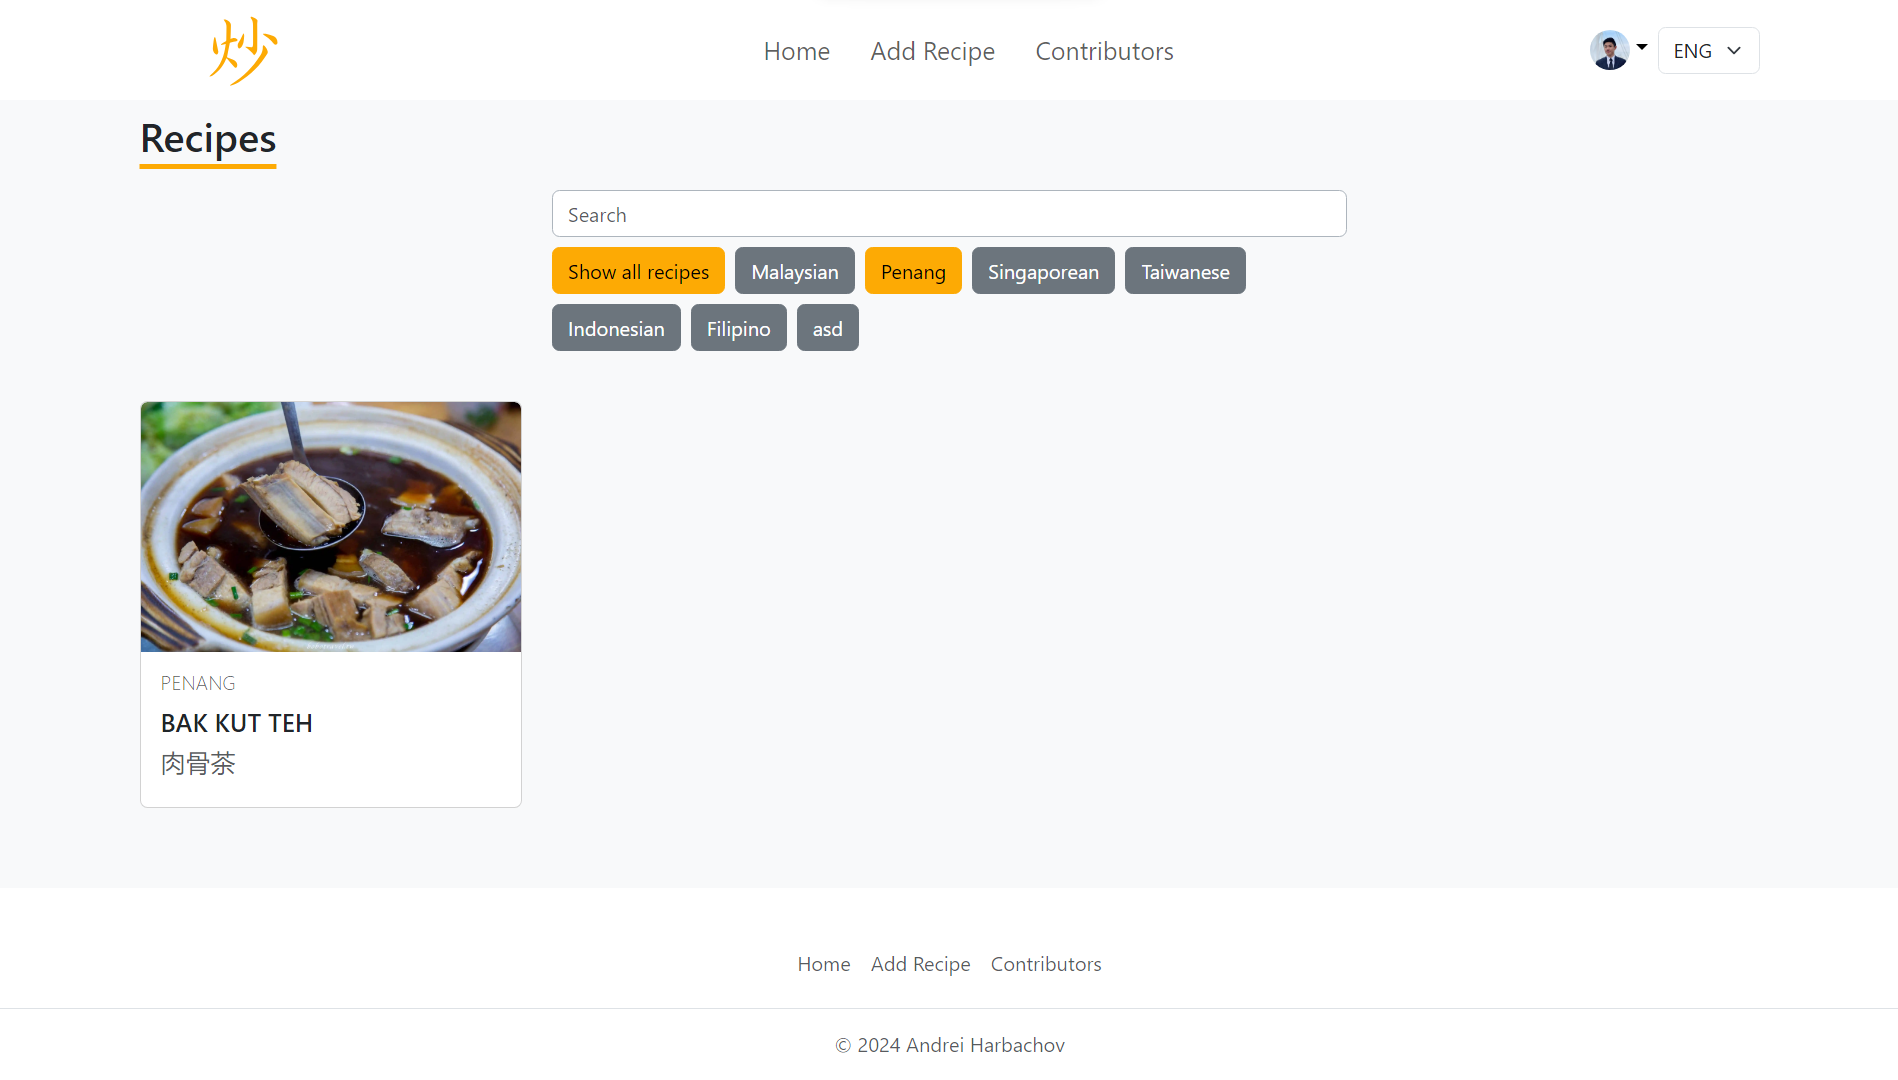 炒
Home Add Recipe Contributors
ENG
Recipes
Search
Show all recipes Malaysian Penang Singaporean Taiwanese
Indonesian Filipino asd
PENANG
BAK KUT TEH
肉骨茶
Home Add Recipe Contributors
© 2024 Andrei Harbachov